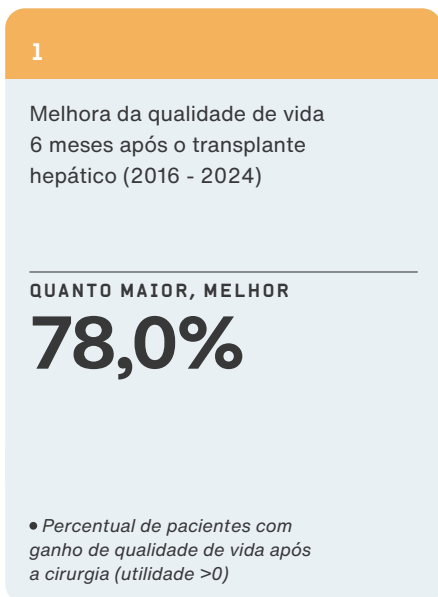 1
Melhora da qualidade de vida
6 meses após o transplante
hepático (2016 - 2024)
QUANTO MAIOR, MELHOR
78,0%
• Percentual de pacientes com
ganho de qualidade de vida após
a cirurgia (utilidade >0)